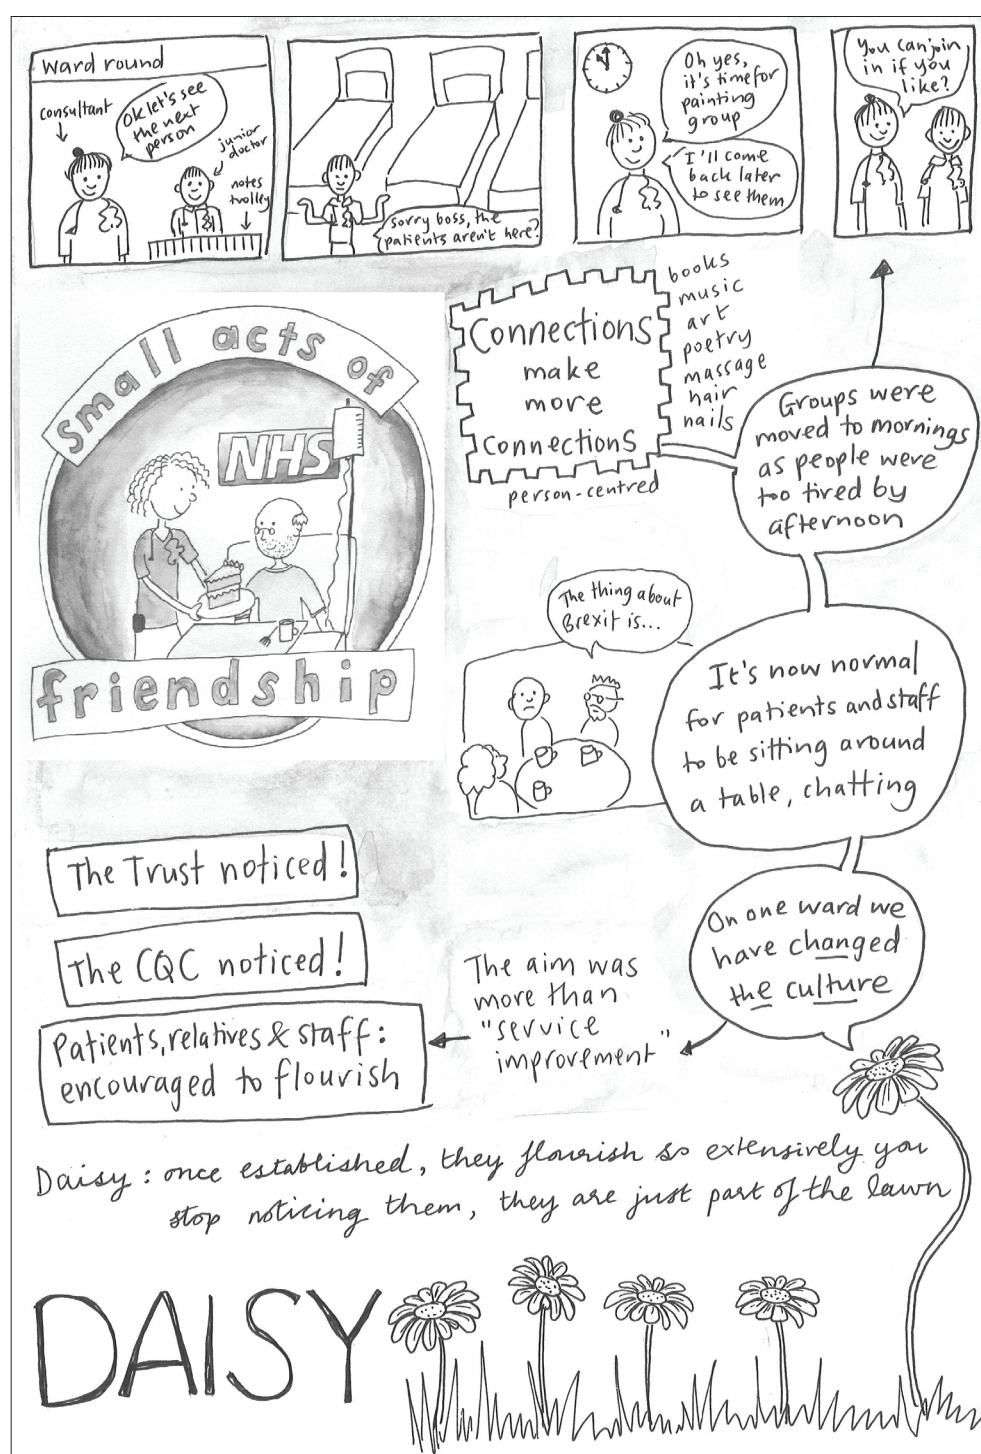 ward round
consultant
Ok let's see
the next
person
junior
doctor
notes
trolley
Sorry boss, the
patients aren't here?
Oh yes,
it's time for
painting
group
I'll come
back later
to see them
You can join
in if you
like?
Small acts of
NHS
friendship
Connections
make
more
connections
person-centred
books
music
art
poetry
massage
hair
nails
Groups were
moved to mornings
as people were
too tired by
afternoon
The thing about
Brexit is...
It's now normal
for patients and staff
to be sitting around
a table, chatting
On one ward we
have changed
the culture
The aim was
more than
"service
improvement"
The Trust noticed!
The CQC noticed!
Patients, relatives & staff:
encouraged to flourish
Daisy: once established, they flourish so extensively you
stop noticing them, they are just part of the lawn
DAISY